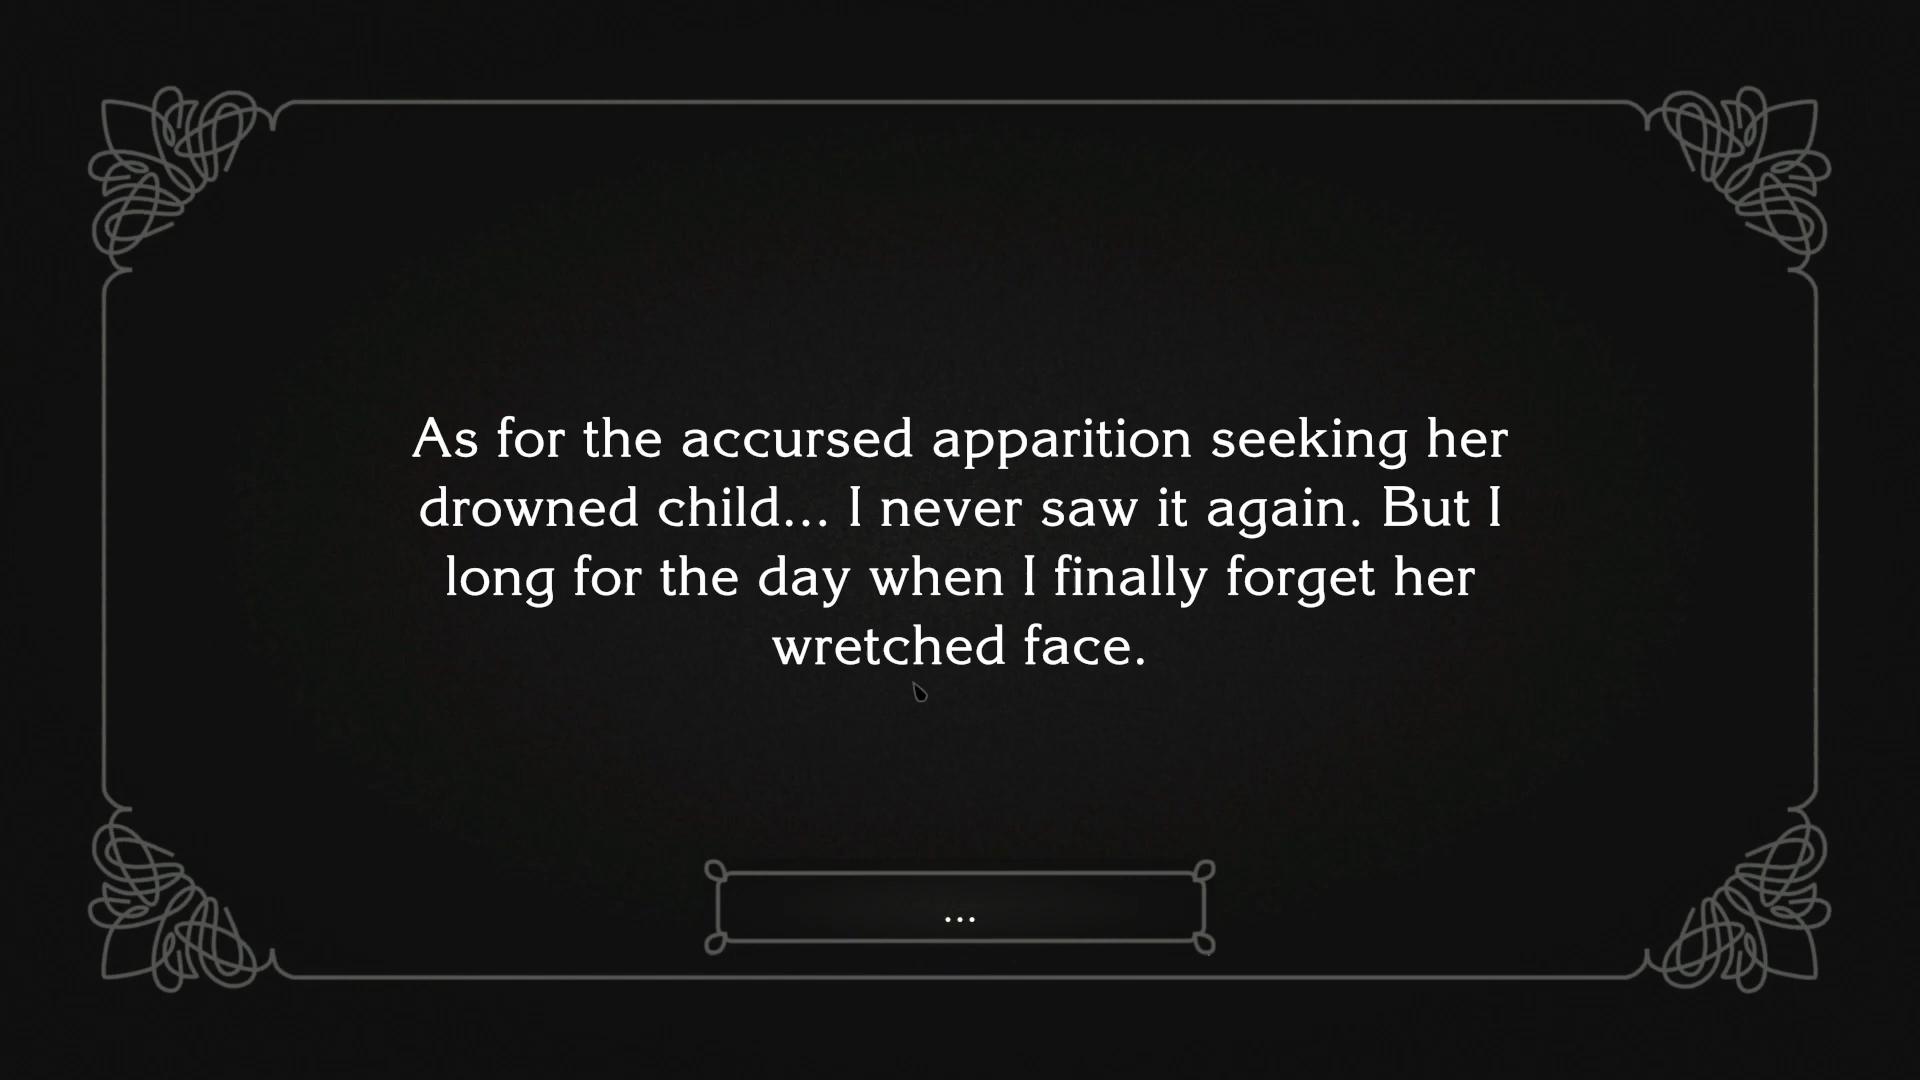 As for the accursed apparition seeking her
drowned child... I never saw it again. But I
long for the day when I finally forget her
wretched face.
...